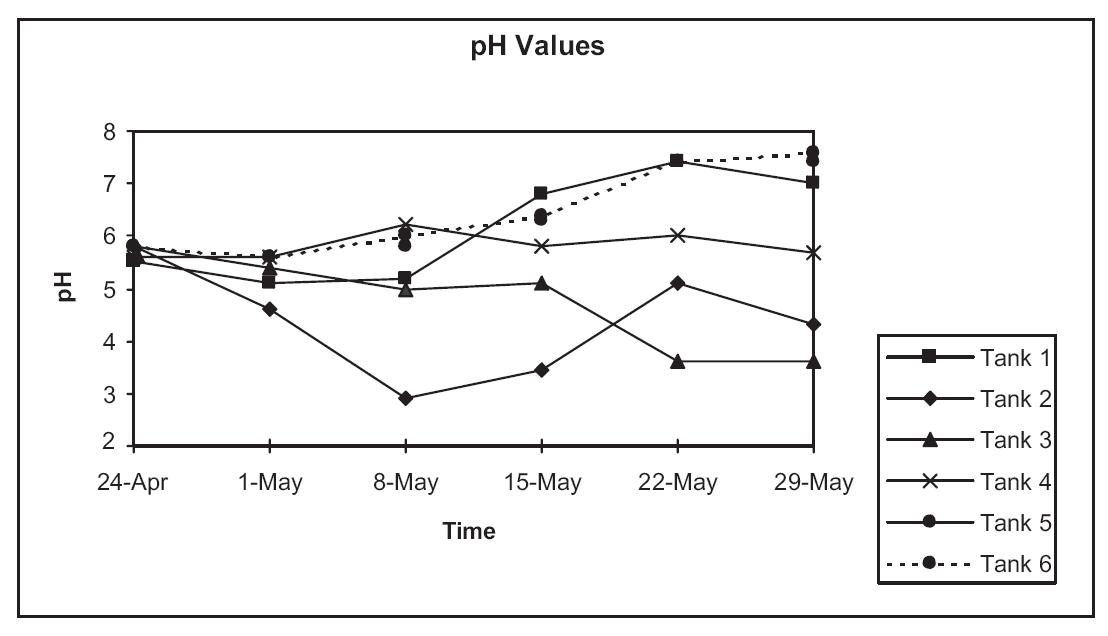 pH Values
8
7
6
5
4
3
2
pH
24-Apr 1-May 8-May 15-May 22-May 29-May
Time
Tank 1
Tank 2
Tank 3
Tank 4
Tank 5
Tank 6